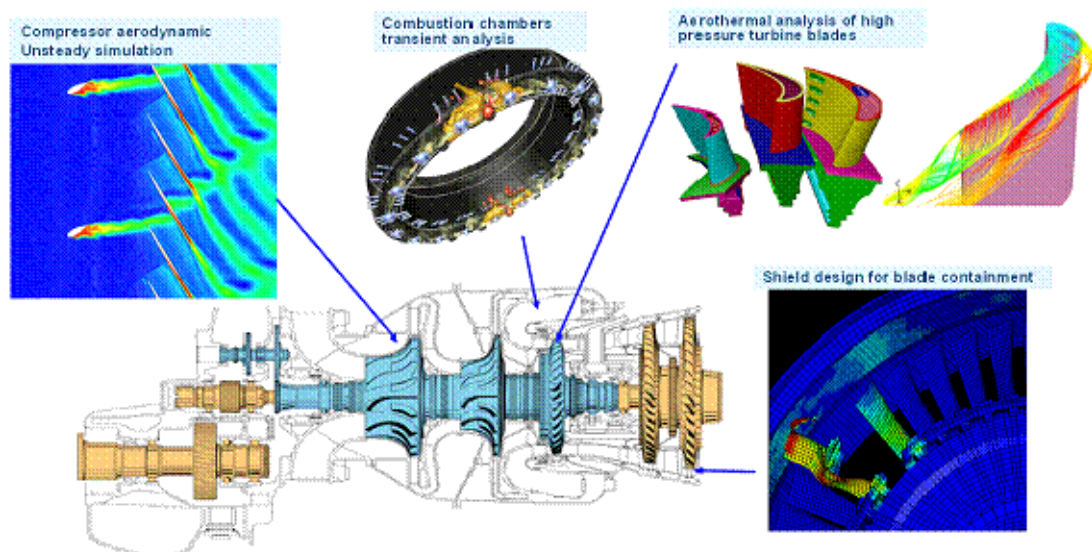 Compressor aerodynamic
Unsteady simulation
Combustion chambers
transient analysis
Aerothermal analysis of high
pressure turbine blades
Shield design for blade containment